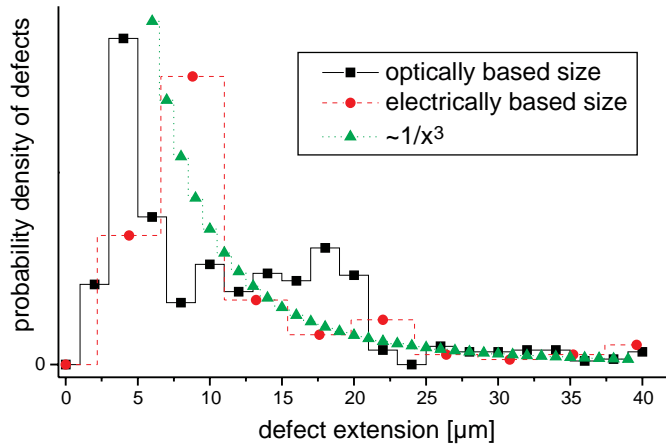 probability density of defects
optically based size
electrically based size
~1/x³
0
0 5 10 15 20 25 30 35 40
defect extension [µm]